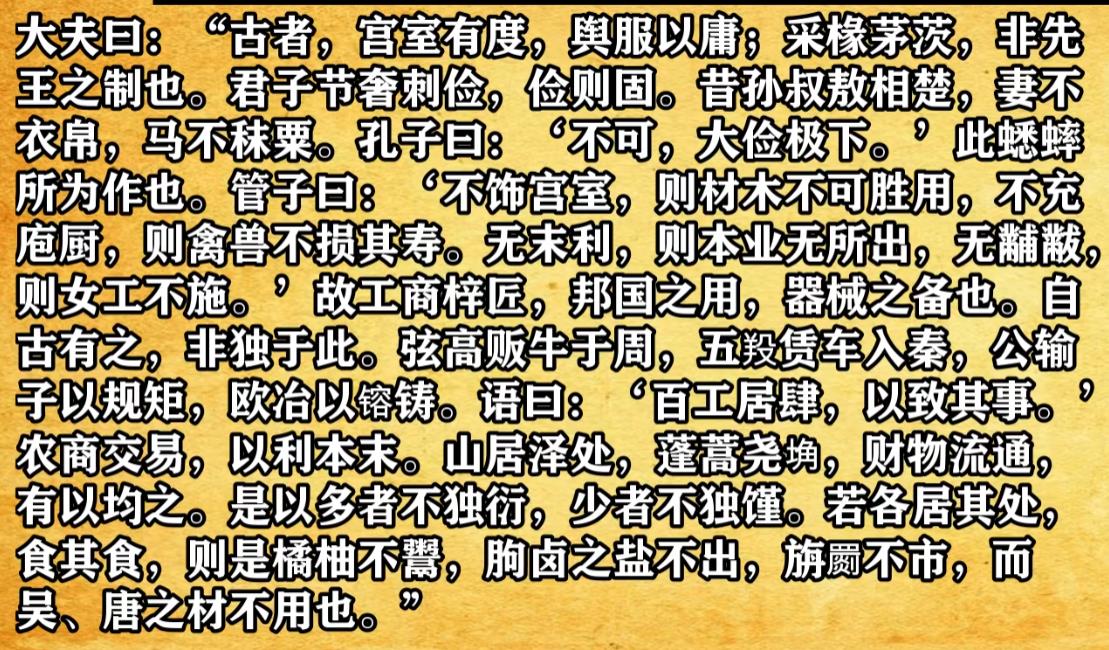 大夫曰：“古者，宫室有度，舆服以庸；采椽茅茨，非先
王之制也。君子节奢刺俭，俭则固。昔孙叔敖相楚，妻不
衣帛，马不秣粟。孔子曰：‘不可，大俭极下。’此蟋蟀
所为作也。管子曰：‘不饰宫室，则材木不可胜用，不充
庖厨，则禽兽不损其寿。无末利，则本业无所出，无黼黻，
则女工不施。’故工商梓匠，邦国之用，器械之备也。自
古有之，非独于此。弦高贩牛于周，五羖赁车入秦，公输
子以规矩，欧冶以镕铸。语曰：‘百工居肆，以致其事。’
农商交易，以利本末。山居泽处，蓬蒿尧埆，财物流通，
有以均之。是以多者不独衍，少者不独馑。若各居其处，
食其食，则是橘柚不鬻，朐卤之盐不出，旃罽不市，而
吴、唐之材不用也。”